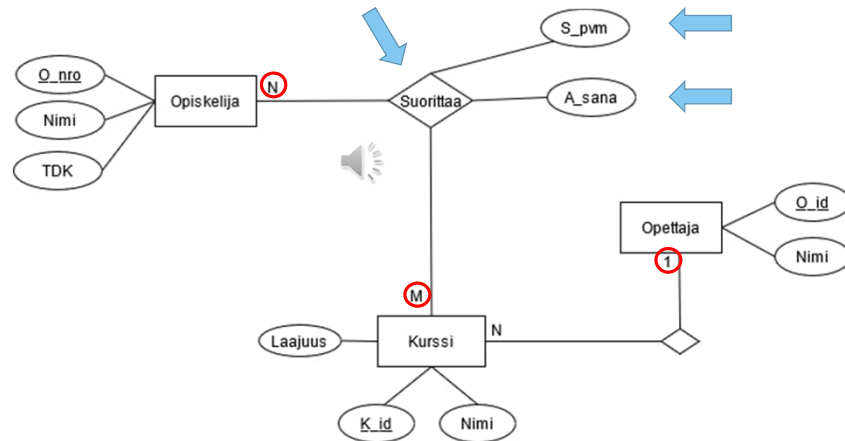 S_pvm
O_nro
N
Opiskelija
Suorittaa
A_sana
Nimi
TDK
O_id
Opettaja
Nimi
1
M
N
Laajuus
Kurssi
K_id
Nimi